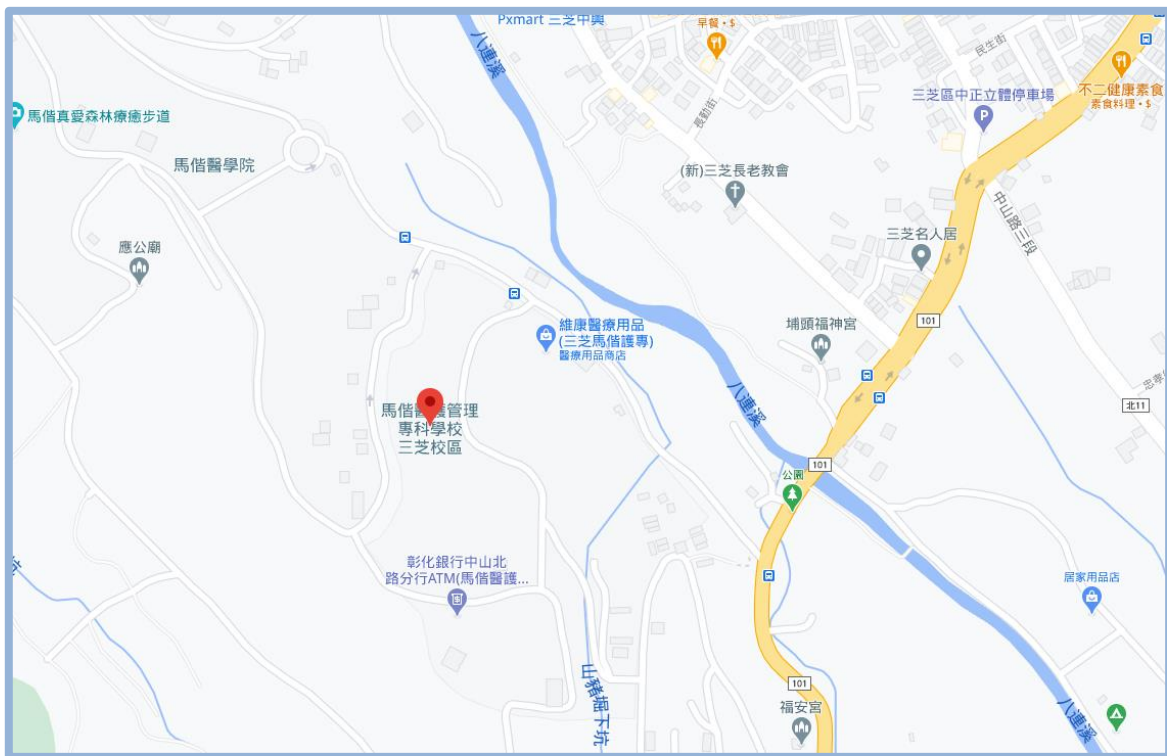 Pxmart 三芝中興
早餐・$
八連溪
民生街
不二健康素食
素食料理・$
三芝區中正立體停車場
P
長勤街
馬偕真愛森林療癒步道
馬偕醫學院
(新)三芝長老教會
中山路三段
應公廟
三芝名人居
維康醫療用品
(三芝馬偕護專)
醫療用品商店
埔頭福神宮
101
八連溪
北11
馬偕醫護管理
專科學校
三芝校區
101
公園
彰化銀行中山北
路分行ATM(馬偕醫護...
居家用品店
山豬堀下坑
101
福安宮
八連溪